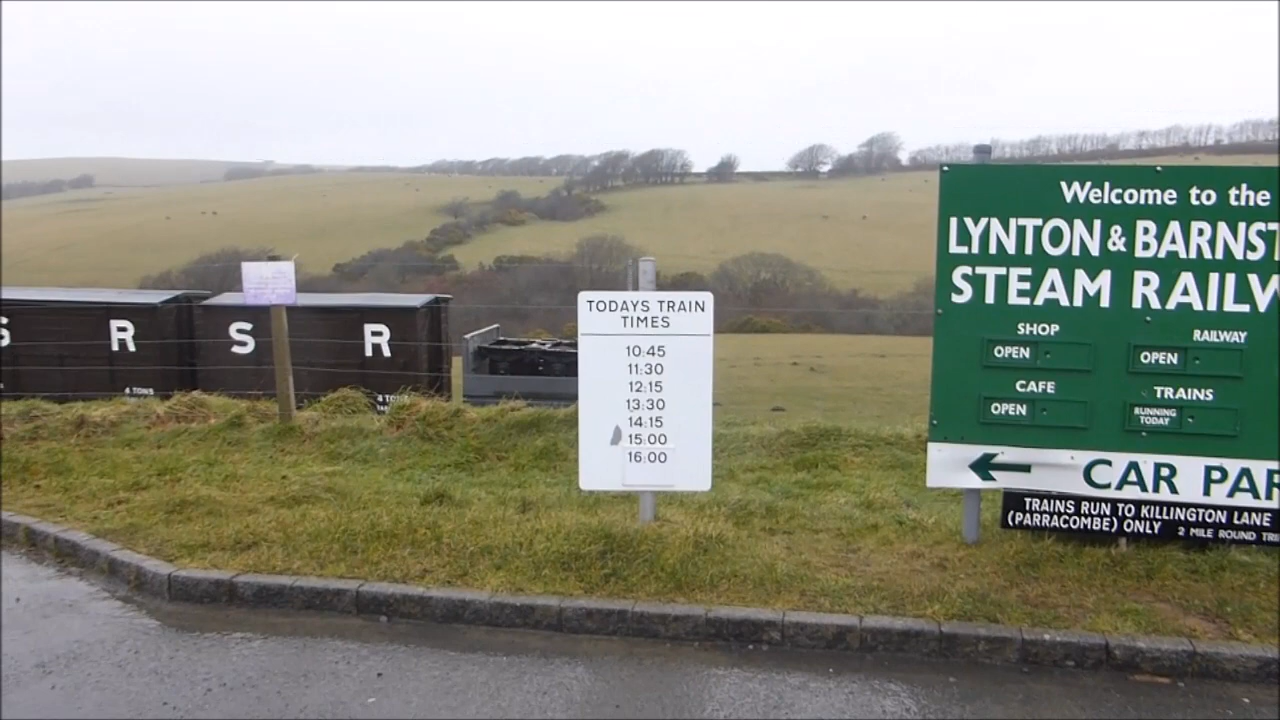 S R
4 TONS
S R
4 TONS
TODAYS TRAIN
TIMES
10:45
11:30
12:15
13:30
14:15
15:00
16:00
Welcome to the
LYNTON & BARNST
STEAM RAILW
SHOP RAILWAY
OPEN OPEN
CAFE TRAINS
OPEN RUNNING TODAY
CAR PAR
TRAINS RUN TO KILLINGTON LANE
(PARRACOMBE) ONLY 2 MILE ROUND TRI